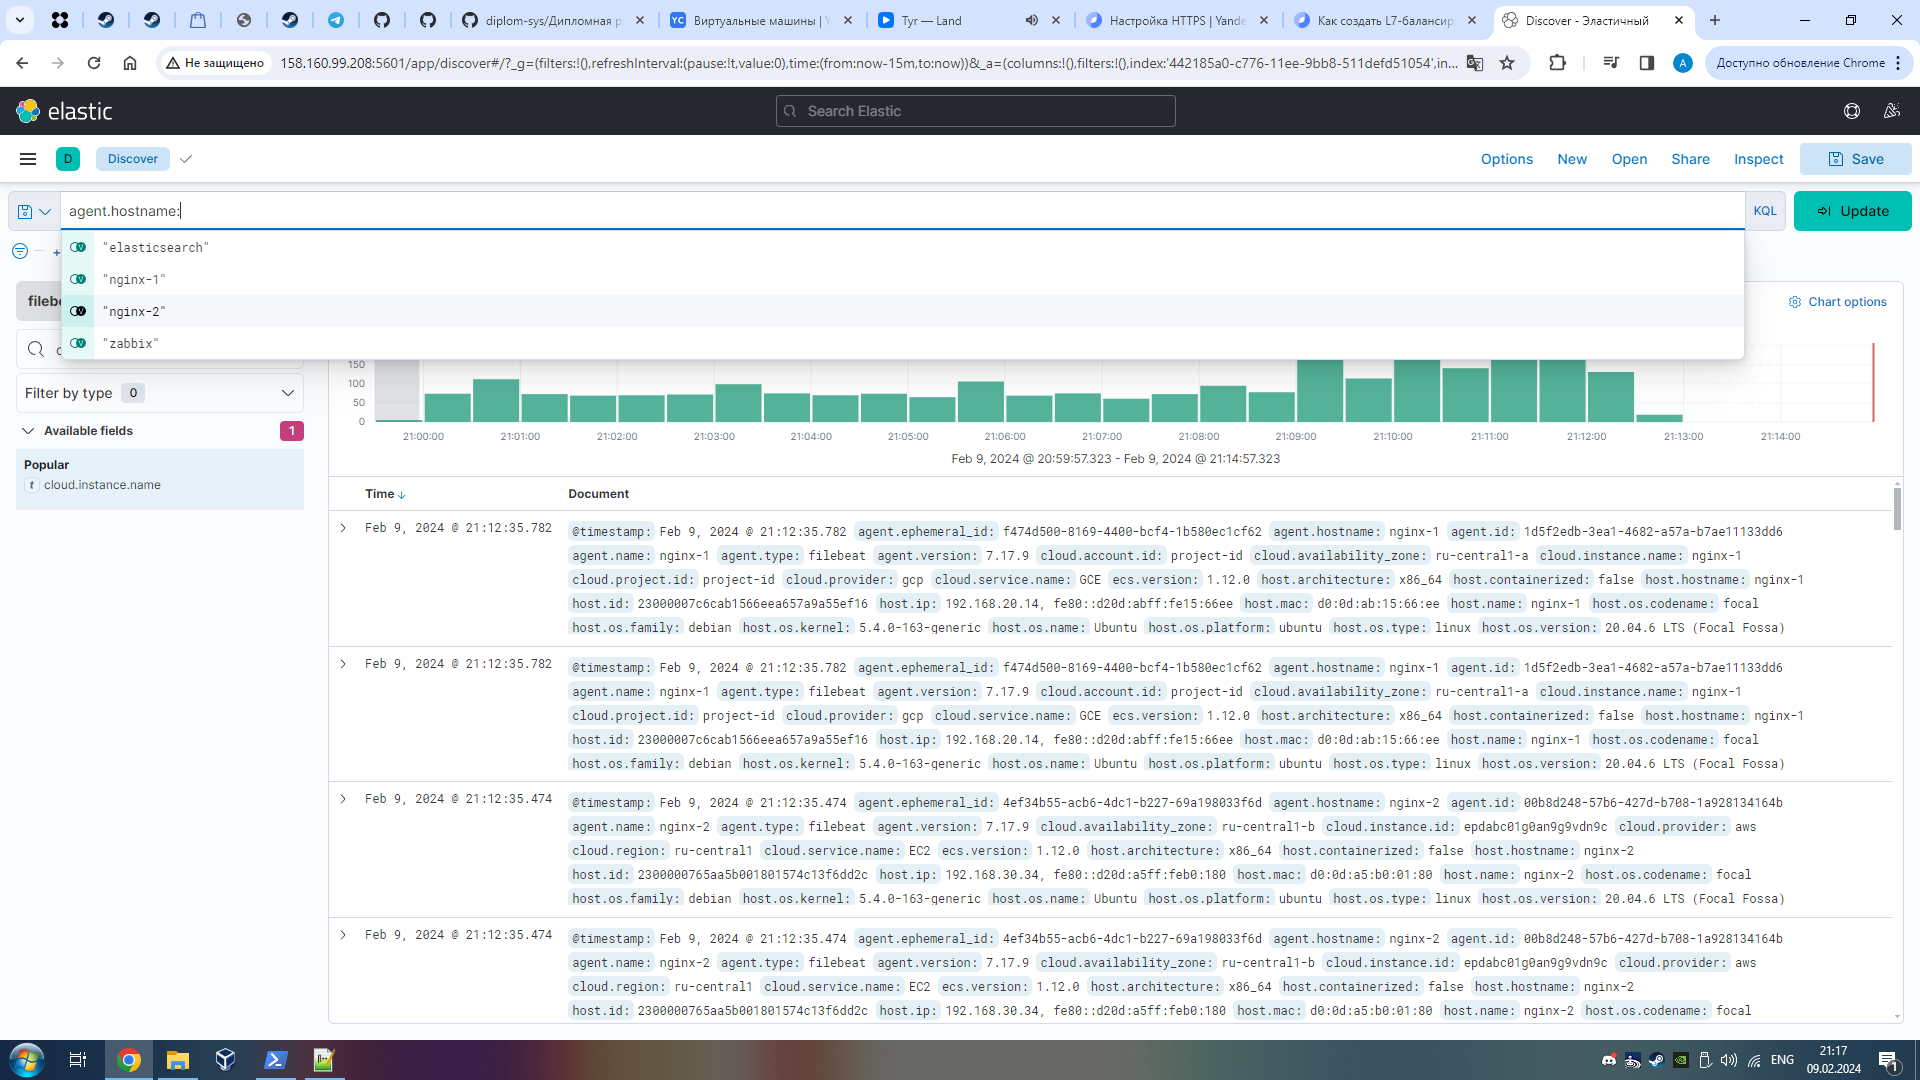 diplom-sys/Дипломная р
Виртуальные машины | Y
Tyr — Land
Настройка HTTPS | Yande
Как создать L7-балансир
Discover - Эластичный
Не защищено
158.160.99.208:5601/app/discover#/?_g=(filters:!(),refreshInterval:(pause:!t,value:0),time:(from:now-15m,to:now))&_a=(columns:!(),filters:!(),index:'442185a0-c776-11ee-9bb8-511defd51054',in...
A
Доступно обновление Chrome
elastic
Search Elastic
D
Discover
Options
New
Open
Share
Inspect
Save
agent.hostname:
KQL
Update
"elasticsearch"
"nginx-1"
"nginx-2"
"zabbix"
+
filebe
Chart options
Filter by type 0
Available fields 1
Popular
t cloud.instance.name
150
100
50
0
21:00:00 21:01:00 21:02:00 21:03:00 21:04:00 21:05:00 21:06:00 21:07:00 21:08:00 21:09:00 21:10:00 21:11:00 21:12:00 21:13:00 21:14:00
Feb 9, 2024 @ 20:59:57.323 - Feb 9, 2024 @ 21:14:57.323
Time Document
Feb 9, 2024 @ 21:12:35.782 @timestamp: Feb 9, 2024 @ 21:12:35.782 agent.ephemeral_id: f474d500-8169-4400-bcf4-1b580ec1cf62 agent.hostname: nginx-1 agent.id: 1d5f2edb-3ea1-4682-a57a-b7ae11133dd6
agent.name: nginx-1 agent.type: filebeat agent.version: 7.17.9 cloud.account.id: project-id cloud.availability_zone: ru-central1-a cloud.instance.name: nginx-1
cloud.project.id: project-id cloud.provider: gcp cloud.service.name: GCE ecs.version: 1.12.0 host.architecture: x86_64 host.containerized: false host.hostname: nginx-1
host.id: 23000007c6cab1566eea657a9a55ef16 host.ip: 192.168.20.14, fe80::d20d:abff:fe15:66ee host.mac: d0:0d:ab:15:66:ee host.name: nginx-1 host.os.codename: focal
host.os.family: debian host.os.kernel: 5.4.0-163-generic host.os.name: Ubuntu host.os.platform: ubuntu host.os.type: linux host.os.version: 20.04.6 LTS (Focal Fossa)
Feb 9, 2024 @ 21:12:35.782 @timestamp: Feb 9, 2024 @ 21:12:35.782 agent.ephemeral_id: f474d500-8169-4400-bcf4-1b580ec1cf62 agent.hostname: nginx-1 agent.id: 1d5f2edb-3ea1-4682-a57a-b7ae11133dd6
agent.name: nginx-1 agent.type: filebeat agent.version: 7.17.9 cloud.account.id: project-id cloud.availability_zone: ru-central1-a cloud.instance.name: nginx-1
cloud.project.id: project-id cloud.provider: gcp cloud.service.name: GCE ecs.version: 1.12.0 host.architecture: x86_64 host.containerized: false host.hostname: nginx-1
host.id: 23000007c6cab1566eea657a9a55ef16 host.ip: 192.168.20.14, fe80::d20d:abff:fe15:66ee host.mac: d0:0d:ab:15:66:ee host.name: nginx-1 host.os.codename: focal
host.os.family: debian host.os.kernel: 5.4.0-163-generic host.os.name: Ubuntu host.os.platform: ubuntu host.os.type: linux host.os.version: 20.04.6 LTS (Focal Fossa)
Feb 9, 2024 @ 21:12:35.474 @timestamp: Feb 9, 2024 @ 21:12:35.474 agent.ephemeral_id: 4ef34b55-acb6-4dc1-b227-69a198033f6d agent.hostname: nginx-2 agent.id: 00b8d248-57b6-427d-b708-1a928134164b
agent.name: nginx-2 agent.type: filebeat agent.version: 7.17.9 cloud.availability_zone: ru-central1-b cloud.instance.id: epdabc01g0an9g9vdn9c cloud.provider: aws
cloud.region: ru-central1 cloud.service.name: EC2 ecs.version: 1.12.0 host.architecture: x86_64 host.containerized: false host.hostname: nginx-2
host.id: 2300000765aa5b001801574c13f6dd2c host.ip: 192.168.30.34, fe80::d20d:a5ff:feb0:180 host.mac: d0:0d:a5:b0:01:80 host.name: nginx-2 host.os.codename: focal
host.os.family: debian host.os.kernel: 5.4.0-163-generic host.os.name: Ubuntu host.os.platform: ubuntu host.os.type: linux host.os.version: 20.04.6 LTS (Focal Fossa)
Feb 9, 2024 @ 21:12:35.474 @timestamp: Feb 9, 2024 @ 21:12:35.474 agent.ephemeral_id: 4ef34b55-acb6-4dc1-b227-69a198033f6d agent.hostname: nginx-2 agent.id: 00b8d248-57b6-427d-b708-1a928134164b
agent.name: nginx-2 agent.type: filebeat agent.version: 7.17.9 cloud.availability_zone: ru-central1-b cloud.instance.id: epdabc01g0an9g9vdn9c cloud.provider: aws
cloud.region: ru-central1 cloud.service.name: EC2 ecs.version: 1.12.0 host.architecture: x86_64 host.containerized: false host.hostname: nginx-2
host.id: 2300000765aa5b001801574c13f6dd2c host.ip: 192.168.30.34, fe80::d20d:a5ff:feb0:180 host.mac: d0:0d:a5:b0:01:80 host.name: nginx-2 host.os.codename: focal
ENG
21:17
09.02.2024
1